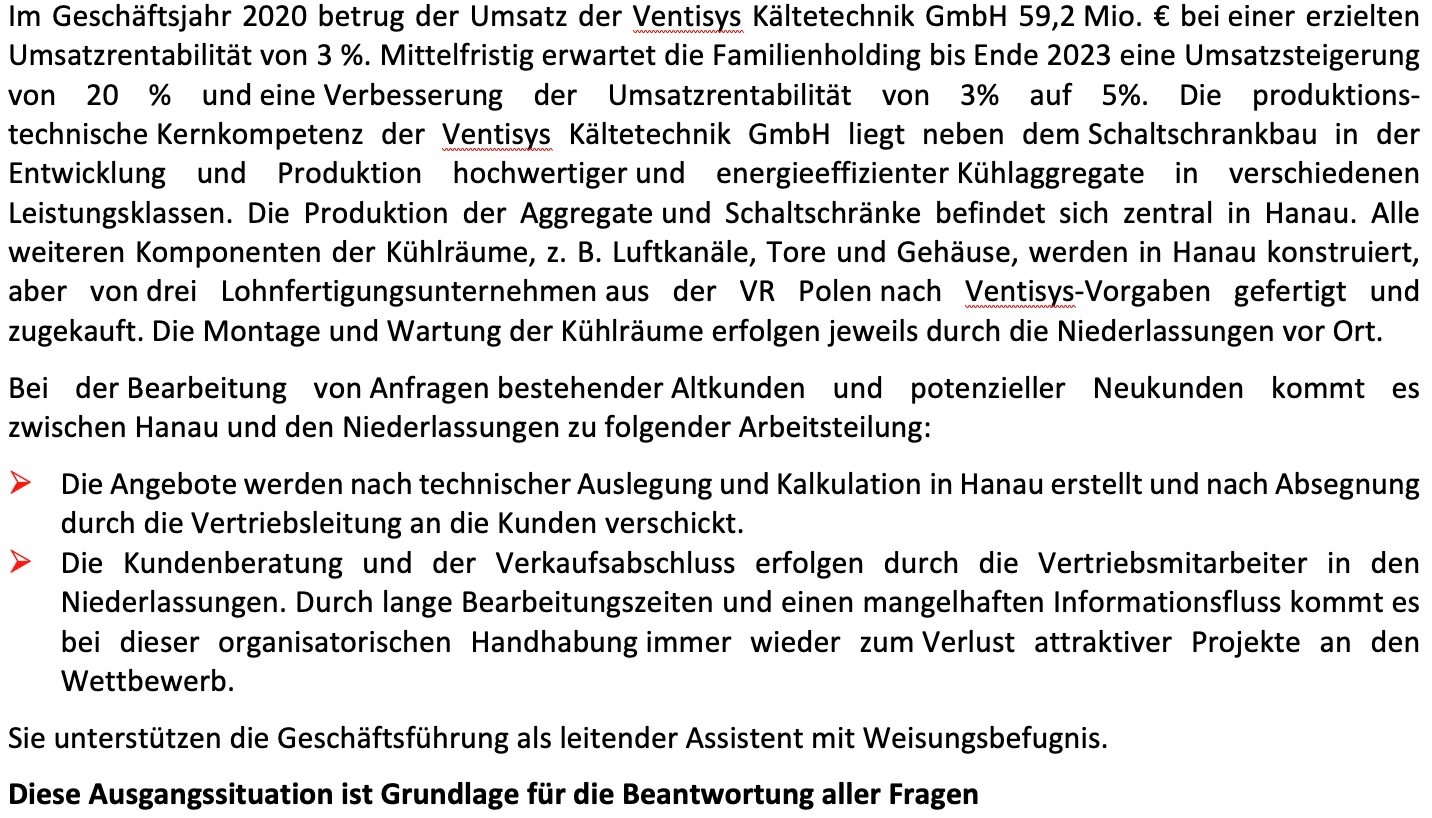 Im Geschäftsjahr 2020 betrug der Umsatz der Ventisys Kältetechnik GmbH 59,2 Mio. € bei einer erzielten
Umsatzrentabilität von 3 %. Mittelfristig erwartet die Familienholding bis Ende 2023 eine Umsatzsteigerung
von 20 % und eine Verbesserung der Umsatzrentabilität von 3% auf 5%. Die produktions-
technische Kernkompetenz der Ventisys Kältetechnik GmbH liegt neben dem Schaltschrankbau in der
Entwicklung und Produktion hochwertiger und energieeffizienter Kühlaggregate in verschiedenen
Leistungsklassen. Die Produktion der Aggregate und Schaltschränke befindet sich zentral in Hanau. Alle
weiteren Komponenten der Kühlräume, z. B. Luftkanäle, Tore und Gehäuse, werden in Hanau konstruiert,
aber von drei Lohnfertigungsunternehmen aus der VR Polen nach Ventisys-Vorgaben gefertigt und
zugekauft. Die Montage und Wartung der Kühlräume erfolgen jeweils durch die Niederlassungen vor Ort.
Bei der Bearbeitung von Anfragen bestehender Altkunden und potenzieller Neukunden kommt es
zwischen Hanau und den Niederlassungen zu folgender Arbeitsteilung:
➢ Die Angebote werden nach technischer Auslegung und Kalkulation in Hanau erstellt und nach Absegnung
durch die Vertriebsleitung an die Kunden verschickt.
➢ Die Kundenberatung und der Verkaufsabschluss erfolgen durch die Vertriebsmitarbeiter in den
Niederlassungen. Durch lange Bearbeitungszeiten und einen mangelhaften Informationsfluss kommt es
bei dieser organisatorischen Handhabung immer wieder zum Verlust attraktiver Projekte an den
Wettbewerb.
Sie unterstützen die Geschäftsführung als leitender Assistent mit Weisungsbefugnis.
Diese Ausgangssituation ist Grundlage für die Beantwortung aller Fragen